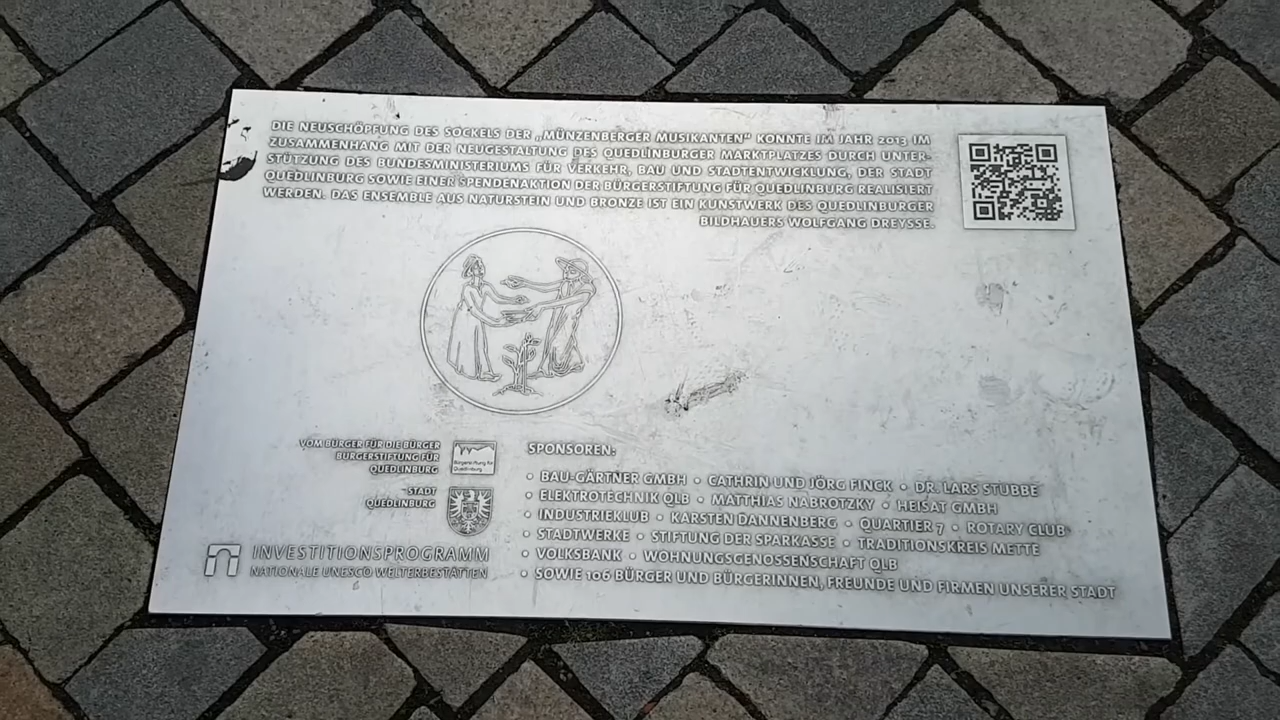 DIE NEUSCHÖPFUNG DES SOCKELS DER „MÜNZENBERGER MUSIKANTEN“ KONNTE IM JAHR 2013 IM
ZUSAMMENHANG MIT DER NEUGESTALTUNG DES QUEDLINBURGER MARKTPLATZES DURCH UNTER-
STÜTZUNG DES BUNDESMINISTERIUMS FÜR VERKEHR, BAU UND STADTENTWICKLUNG, DER STADT
QUEDLINBURG SOWIE EINER SPENDENAKTION DER BÜRGERSTIFTUNG FÜR QUEDLINBURG REALISIERT
WERDEN. DAS ENSEMBLE AUS NATURSTEIN UND BRONZE IST EIN KUNSTWERK DES QUEDLINBURGER
BILDHAUERS WOLFGANG DREYSSE.
VOM BÜRGER FÜR DIE BÜRGER
BÜRGERSTIFTUNG FÜR
QUEDLINBURG
Bürgerstiftung für
Quedlinburg
STADT
QUEDLINBURG
INVESTITIONSPROGRAMM
NATIONALE UNESCO WELTERBESTÄTTEN
SPONSOREN:
• BAU-GÄRTNER GMBH • CATHRIN UND JÖRG FINCK • DR. LARS STUBBE
• ELEKTROTECHNIK QLB • MATTHIAS NABROTZKY • HEISAT GMBH
• INDUSTRIEKLUB • KARSTEN DANNENBERG • QUARTIER 7 • ROTARY CLUB
• STADTWERKE • STIFTUNG DER SPARKASSE • TRADITIONSKREIS METTE
• VOLKSBANK • WOHNUNGSGENOSSENSCHAFT QLB
• SOWIE 106 BÜRGER UND BÜRGERINNEN, FREUNDE UND FIRMEN UNSERER STADT